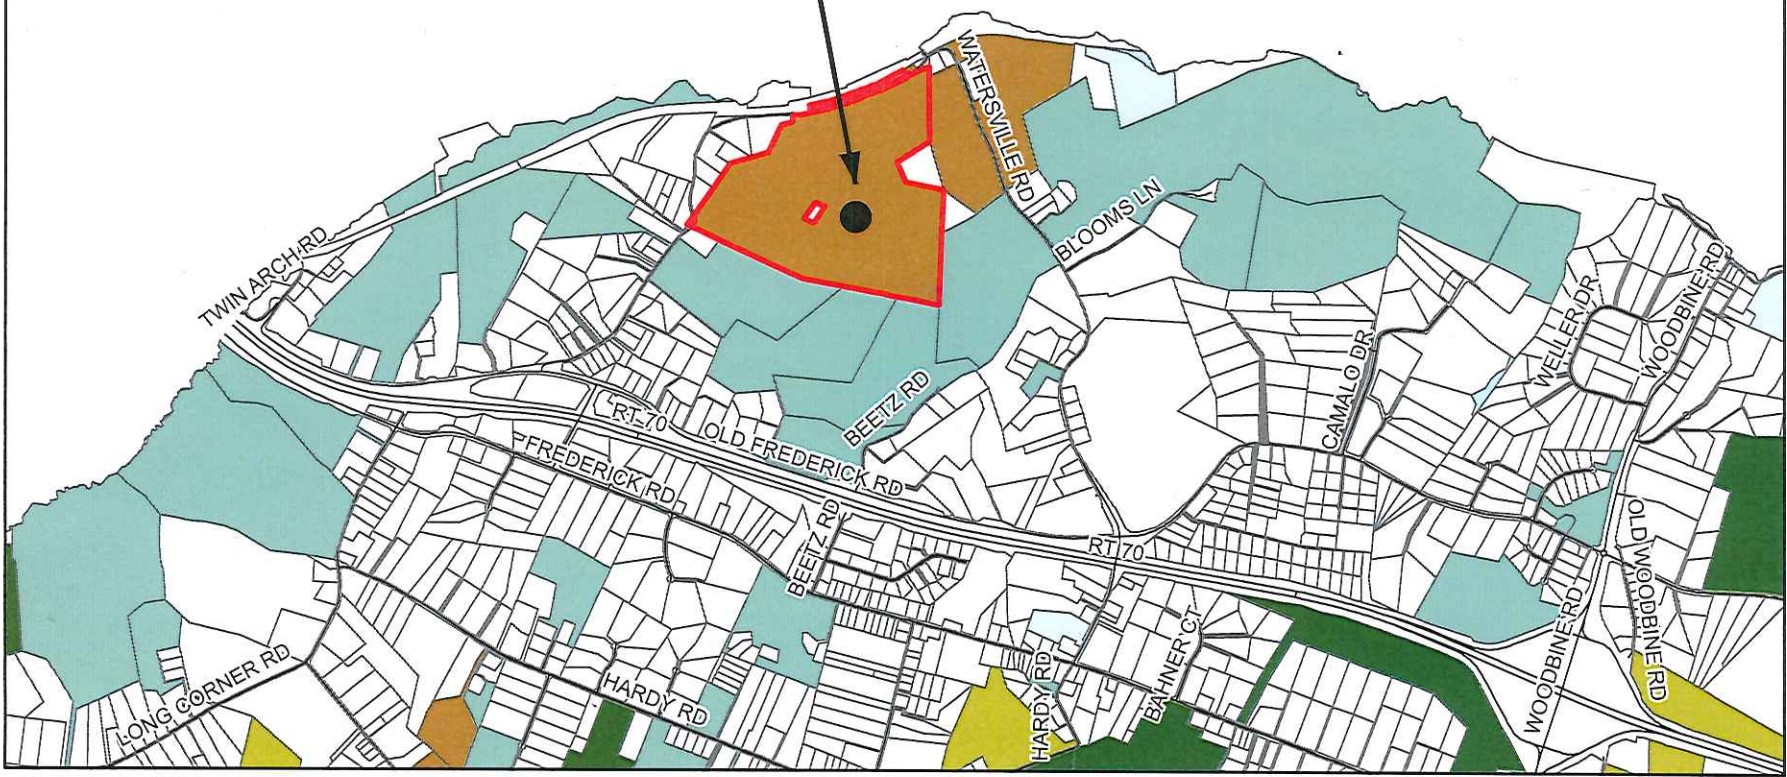 WATERSVILLE RD
BLOOMS LN
TWIN ARCH RD
WOODBINE RD
WELLER DR
CAMALO DR
BEETZ RD
RT 70
OLD FREDERICK RD
FREDERICK RD
BEETZ RD
RT 70
OLD WOODBINE RD
WOODBINE RD
LONG CORNER RD
HARDY RD
HARDY RD
BAHNER CT